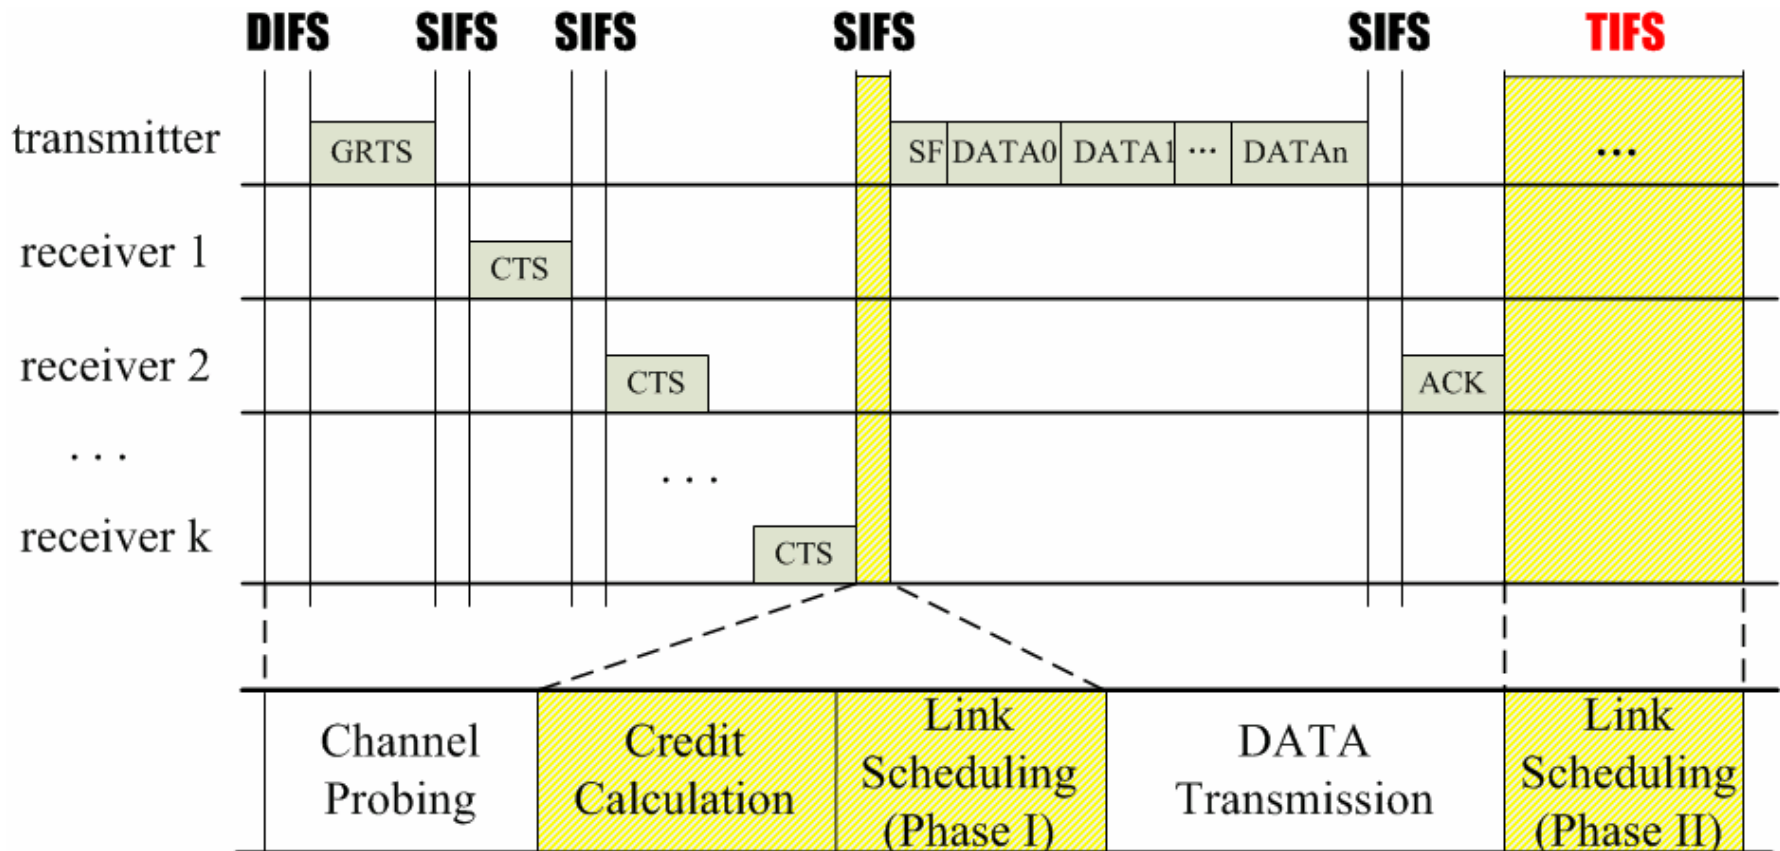 DIFS SIFS SIFS SIFS SIFS TIFS
transmitter GRTS SF DATA0 DATA1 ... DATAn ...
receiver 1 CTS
receiver 2 CTS ACK
. . .
. . .
receiver k CTS
Channel Probing
Credit Calculation
Link Scheduling (Phase I)
DATA Transmission
Link Scheduling (Phase II)